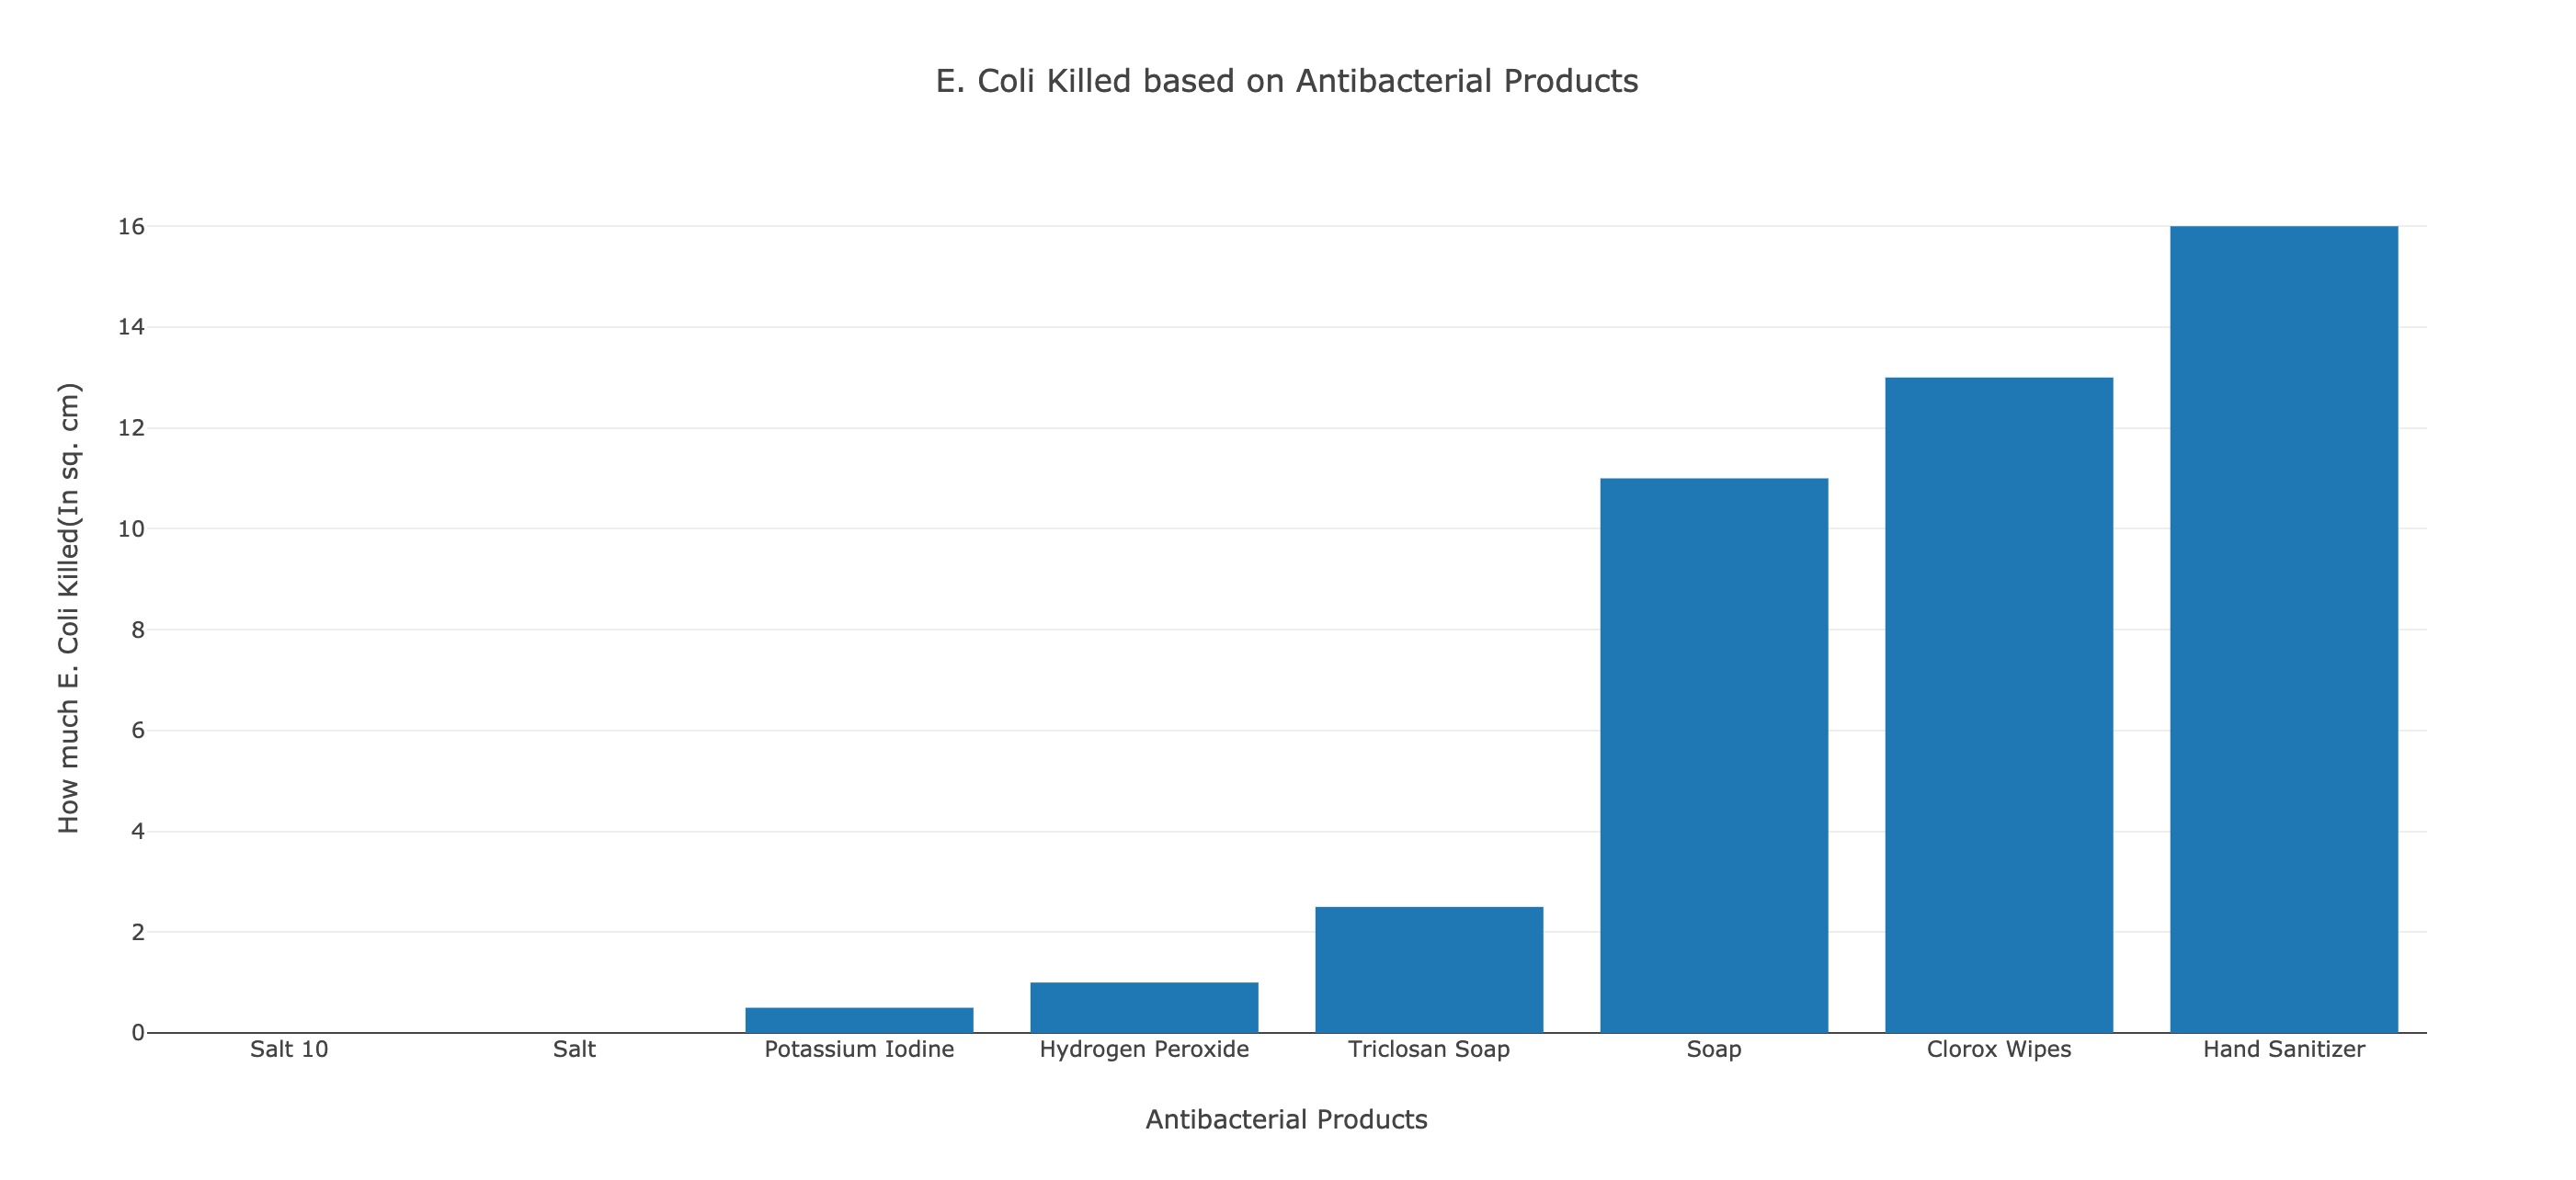 E. Coli Killed based on Antibacterial Products
How much E. Coli Killed(In sq. cm)
16
14
12
10
8
6
4
2
0
Salt 10
Salt
Potassium Iodine
Hydrogen Peroxide
Triclosan Soap
Soap
Clorox Wipes
Hand Sanitizer
Antibacterial Products